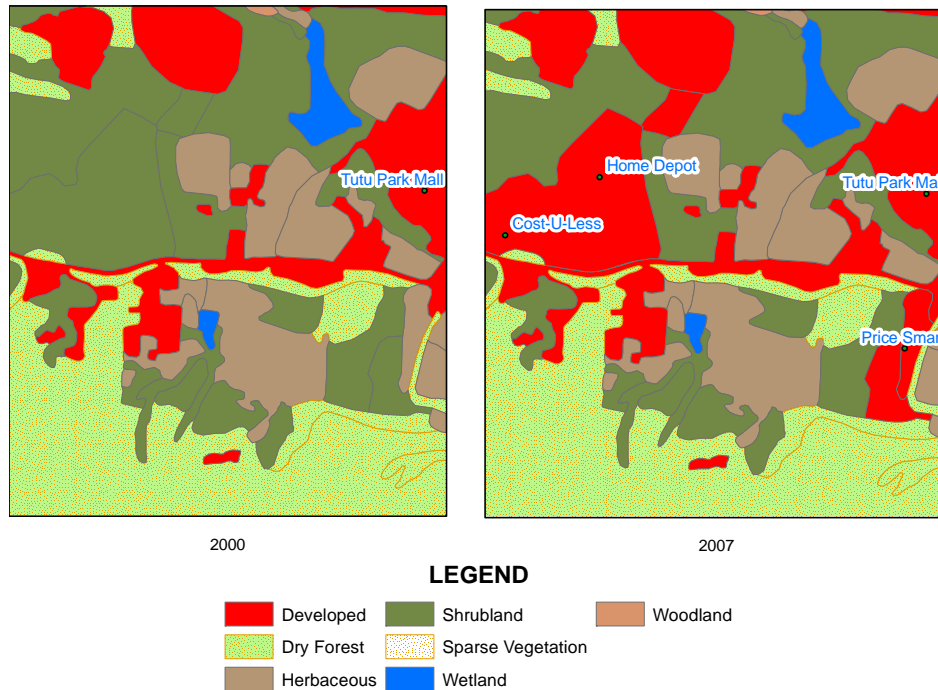 Tutu Park Mall
Home Depot
Tutu Park Ma
Cost-U-Less
Price Smar
2000
2007
LEGEND
Developed
Shrubland
Woodland
Dry Forest
Sparse Vegetation
Herbaceous
Wetland